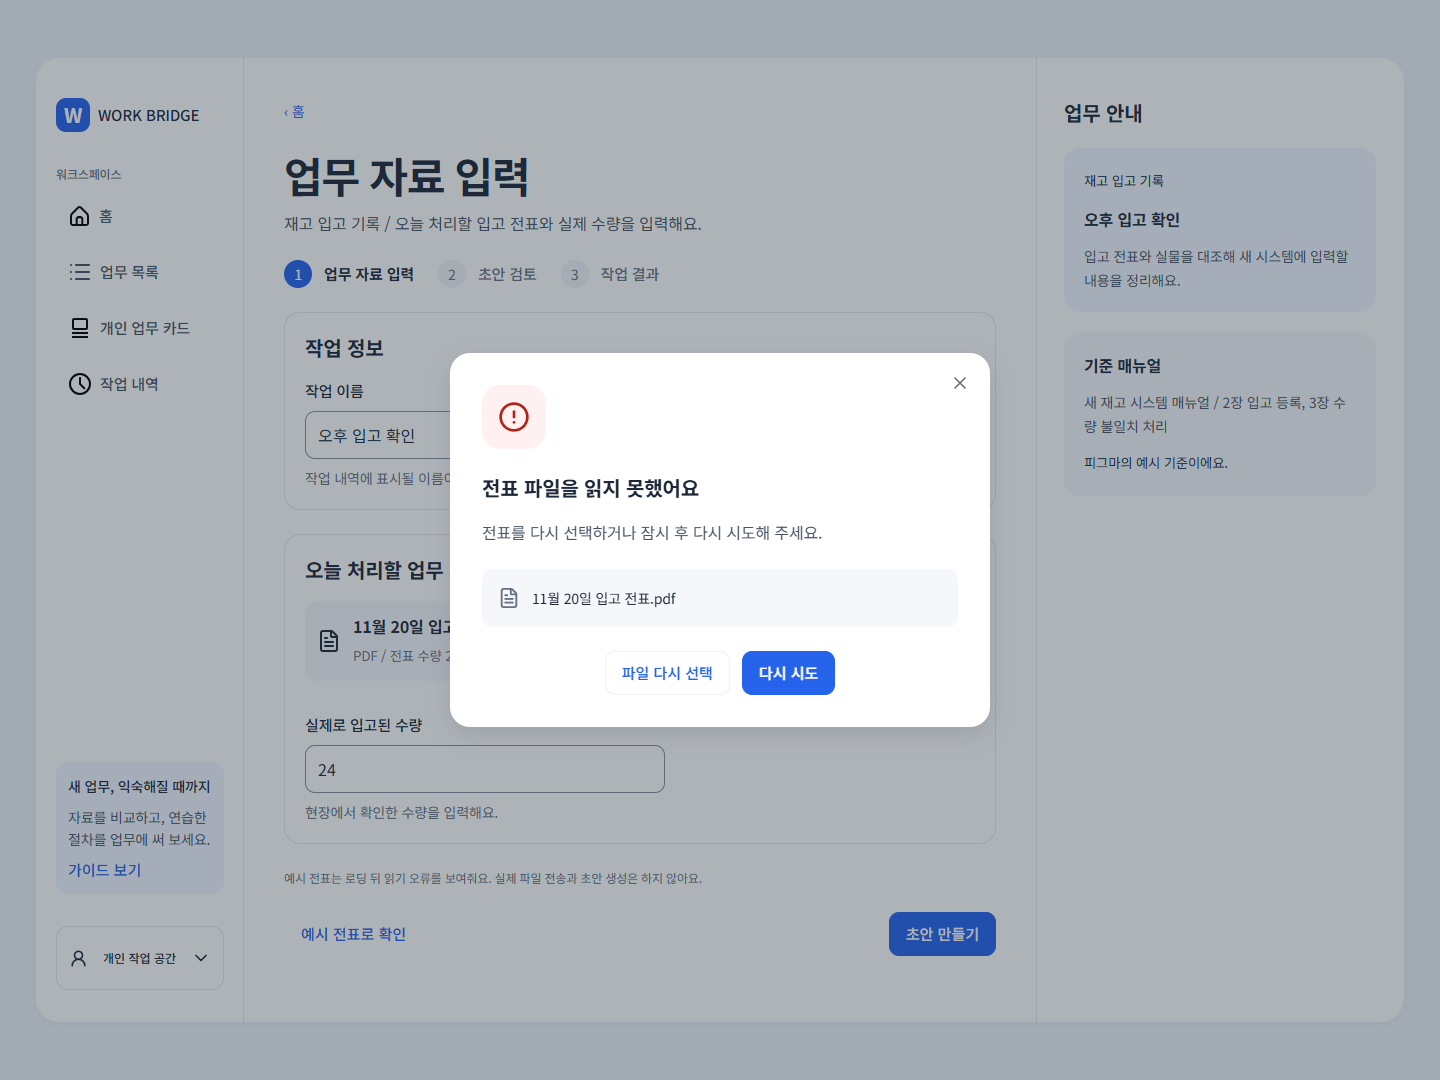 W WORK BRIDGE
워크스페이스
홈
업무 목록
개인 업무 카드
작업 내역
새 업무, 익숙해질 때까지
자료를 비교하고, 연습한
절차를 업무에 써 보세요.
가이드 보기
개인 작업 공간
‹ 홈
업무 자료 입력
재고 입고 기록 / 오늘 처리할 입고 전표와 실제 수량을 입력해요.
1 업무 자료 입력 2 초안 검토 3 작업 결과
작업 정보
작업 이름
오후 입고 확인
작업 내역에 표시될
오늘 처리할 업무
11월 20일
PDF / 전표 수량
실제로 입고된 수량
24
현장에서 확인한 수량을 입력해요.
예시 전표는 로딩 뒤 읽기 오류를 보여줘요. 실제 파일 전송과 초안 생성은 하지 않아요.
예시 전표로 확인
초안 만들기
전표 파일을 읽지 못했어요
전표를 다시 선택하거나 잠시 후 다시 시도해 주세요.
11월 20일 입고 전표.pdf
파일 다시 선택
다시 시도
업무 안내
재고 입고 기록
오후 입고 확인
입고 전표와 실물을 대조해 새 시스템에 입력할
내용을 정리해요.
기준 매뉴얼
새 재고 시스템 매뉴얼 / 2장 입고 등록, 3장 수
량 불일치 처리
피그마의 예시 기준이에요.